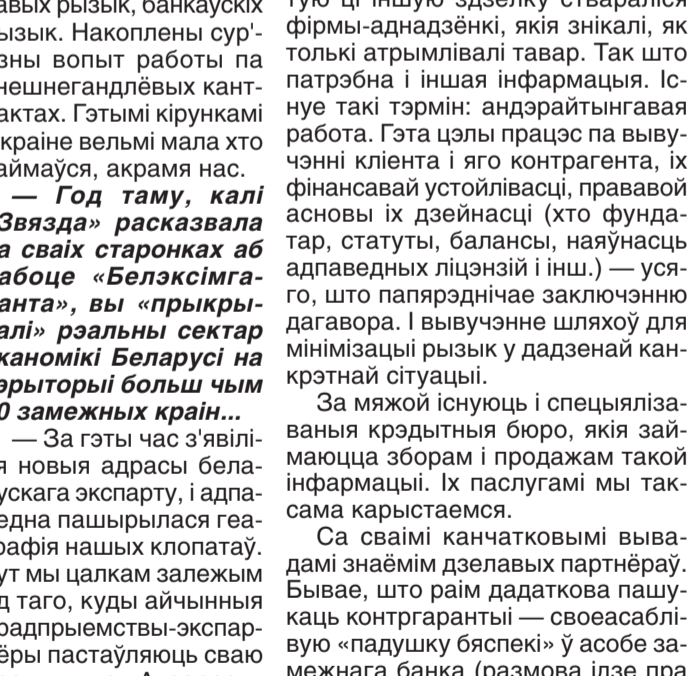 авых рызык, банкаўскіх
ызык. Накоплены сур'-
зны вопыт работы па
нешнегандлёвых кант-
актах. Гэтымі кірункамі
краіне вельмі мала хто
аймаўся, акрамя нас.
— Год таму, калі
Звязда» расказвала
а сваіх старонках аб
абоце «Белэксімга-
анта», вы «прыкры-
алі» рэальны сектар
каномікі Беларусі на
эрыторыі больш чым
0 замежных краін...
— За гэты час з'явілі-
я новыя адрасы бела-
ускага экспарту, і адпа-
една пашырылася геа-
рафія нашых клопатаў.
ут мы цалкам залежым
д таго, куды айчынныя
радпрыемствы-экспар-
ёры пастаўляюць сваю
тую ці іншую здзелку ствараліся
фірмы-аднадзёнкі, якія знікалі, як
толькі атрымлівалі тавар. Так што
патрэбна і іншая інфармацыя. Іс-
нуе такі тэрмін: андэрайтынгавая
работа. Гэта цэлы працэс па выву-
чэнні кліента і яго контрагента, іх
фінансавай устойлівасці, прававой
асновы іх дзейнасці (хто фунда-
тар, статуты, балансы, наяўнасць
адпаведных ліцэнзій і інш.) — уся-
го, што папярэднічае заключэнню
дагавора. І вывучэнне шляхоў для
мінімізацыі рызык у дадзенай кан-
крэтнай сітуацыі.
За мяжой існуюць і спецыяліза-
ваныя крэдытныя бюро, якія зай-
маюцца зборам і продажам такой
інфармацыі. Іх паслугамі мы так-
сама карыстаемся.
Са сваімі канчатковымі выва-
дамі знаёмім дзелавых партнёраў.
Бывае, што раім дадаткова пашу-
каць контргарантыі — своеасаблі-
вую «падушку бяспекі» ў асобе за-
межнага банка (размова ідзе пра